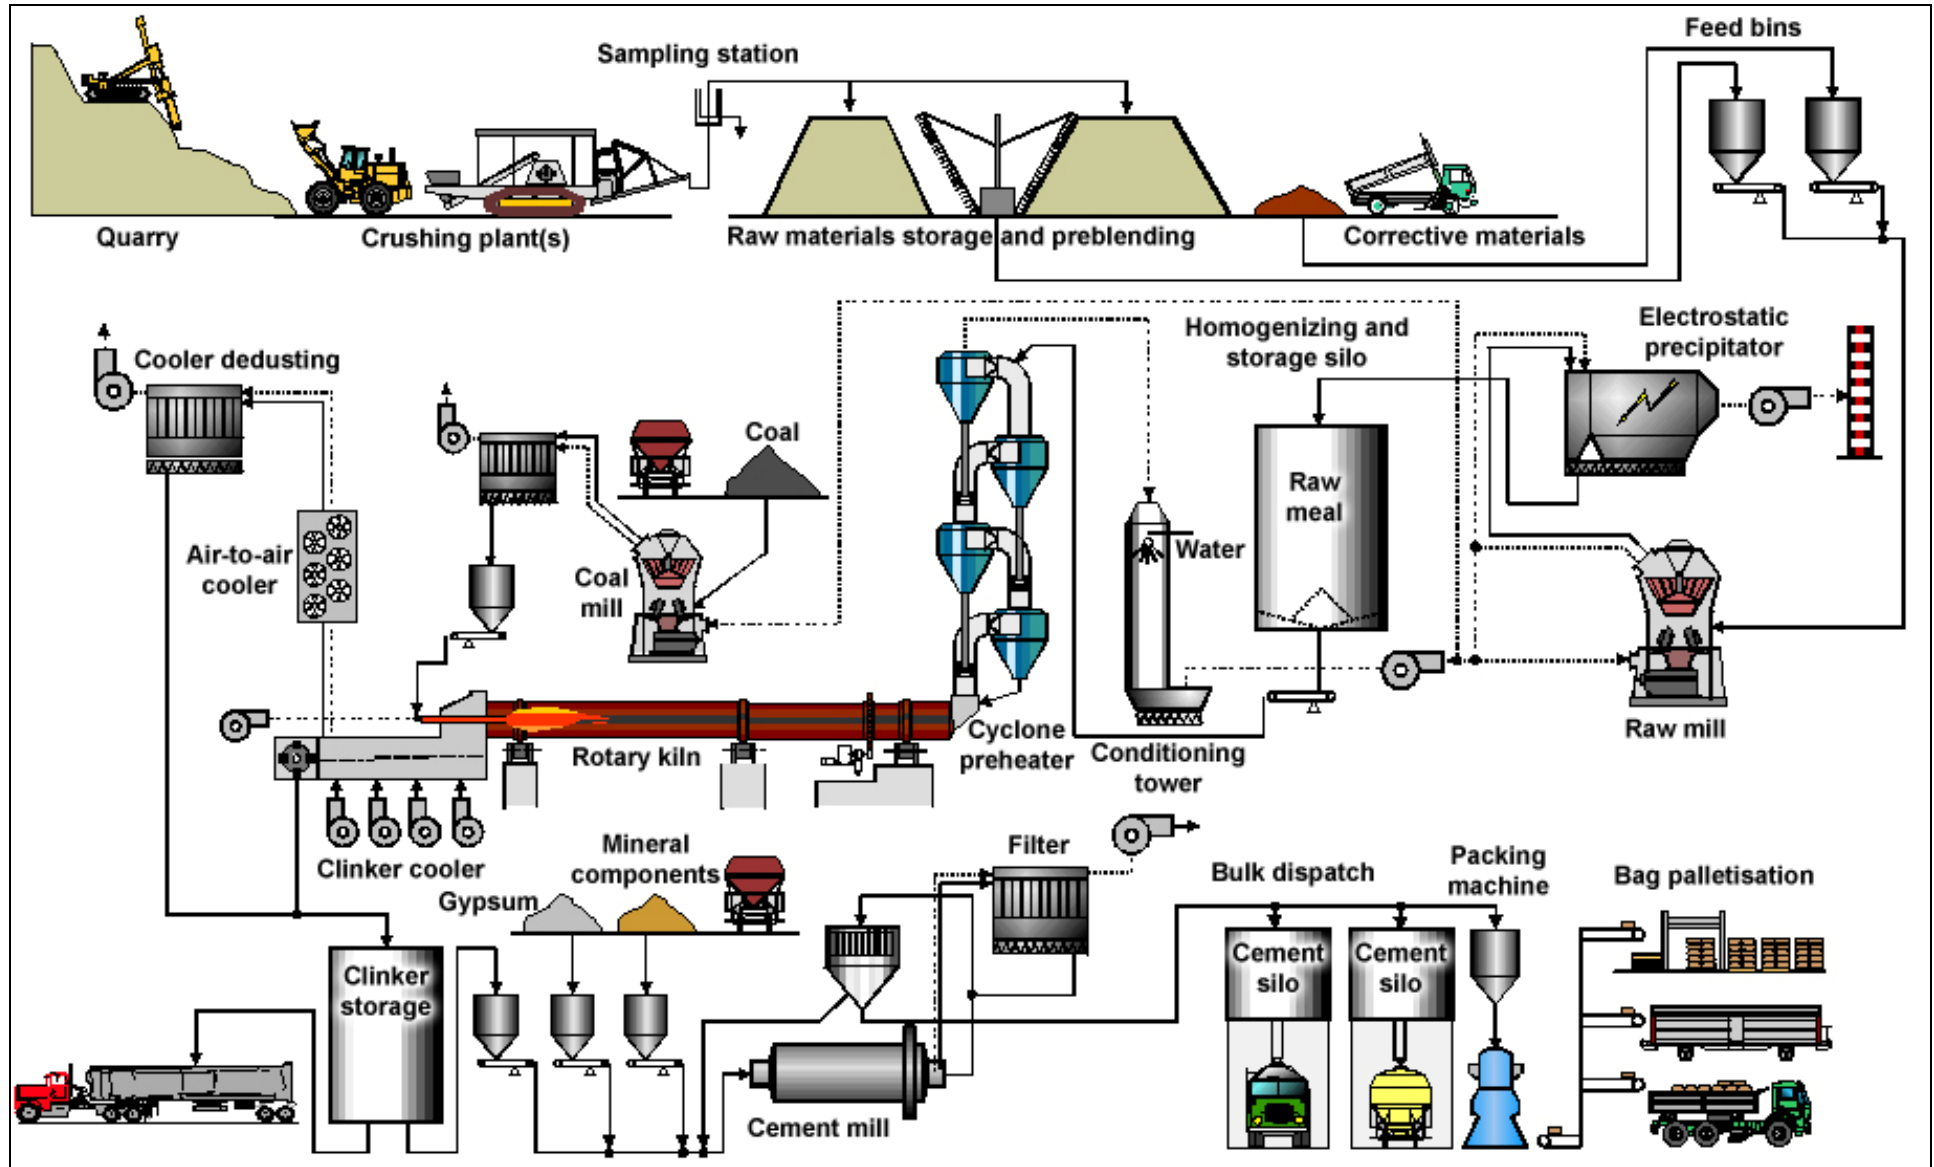 Feed bins
Sampling station
Quarry
Crushing plant(s)
Raw materials storage and preblending
Corrective materials
Cooler dedusting
Homogenizing and
storage silo
Electrostatic
precipitator
Coal
Raw
meal
Air-to-air
cooler
Coal
mill
Water
Rotary kiln
Cyclone
preheater
Conditioning
tower
Raw mill
Clinker cooler
Mineral
components
Gypsum
Filter
Bulk dispatch
Packing
machine
Bag palletisation
Clinker
storage
Cement
silo
Cement
silo
Cement mill